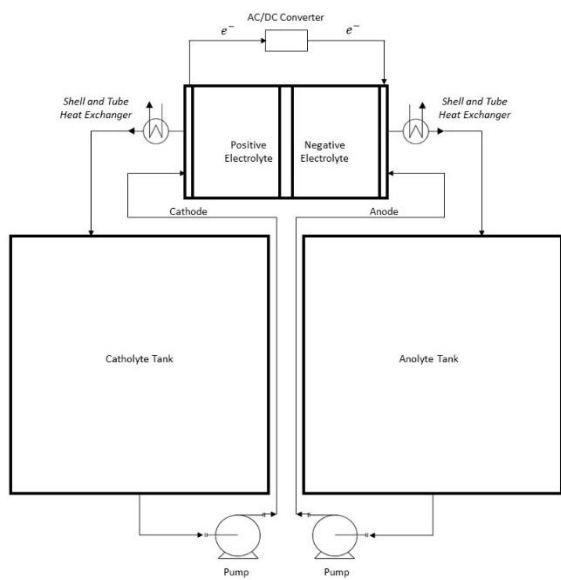 AC/DC Converter
e⁻
e⁻
Shell and Tube
Heat Exchanger
Shell and Tube
Heat Exchanger
Positive
Electrolyte
Negative
Electrolyte
Cathode
Anode
Catholyte Tank
Anolyte Tank
Pump
Pump